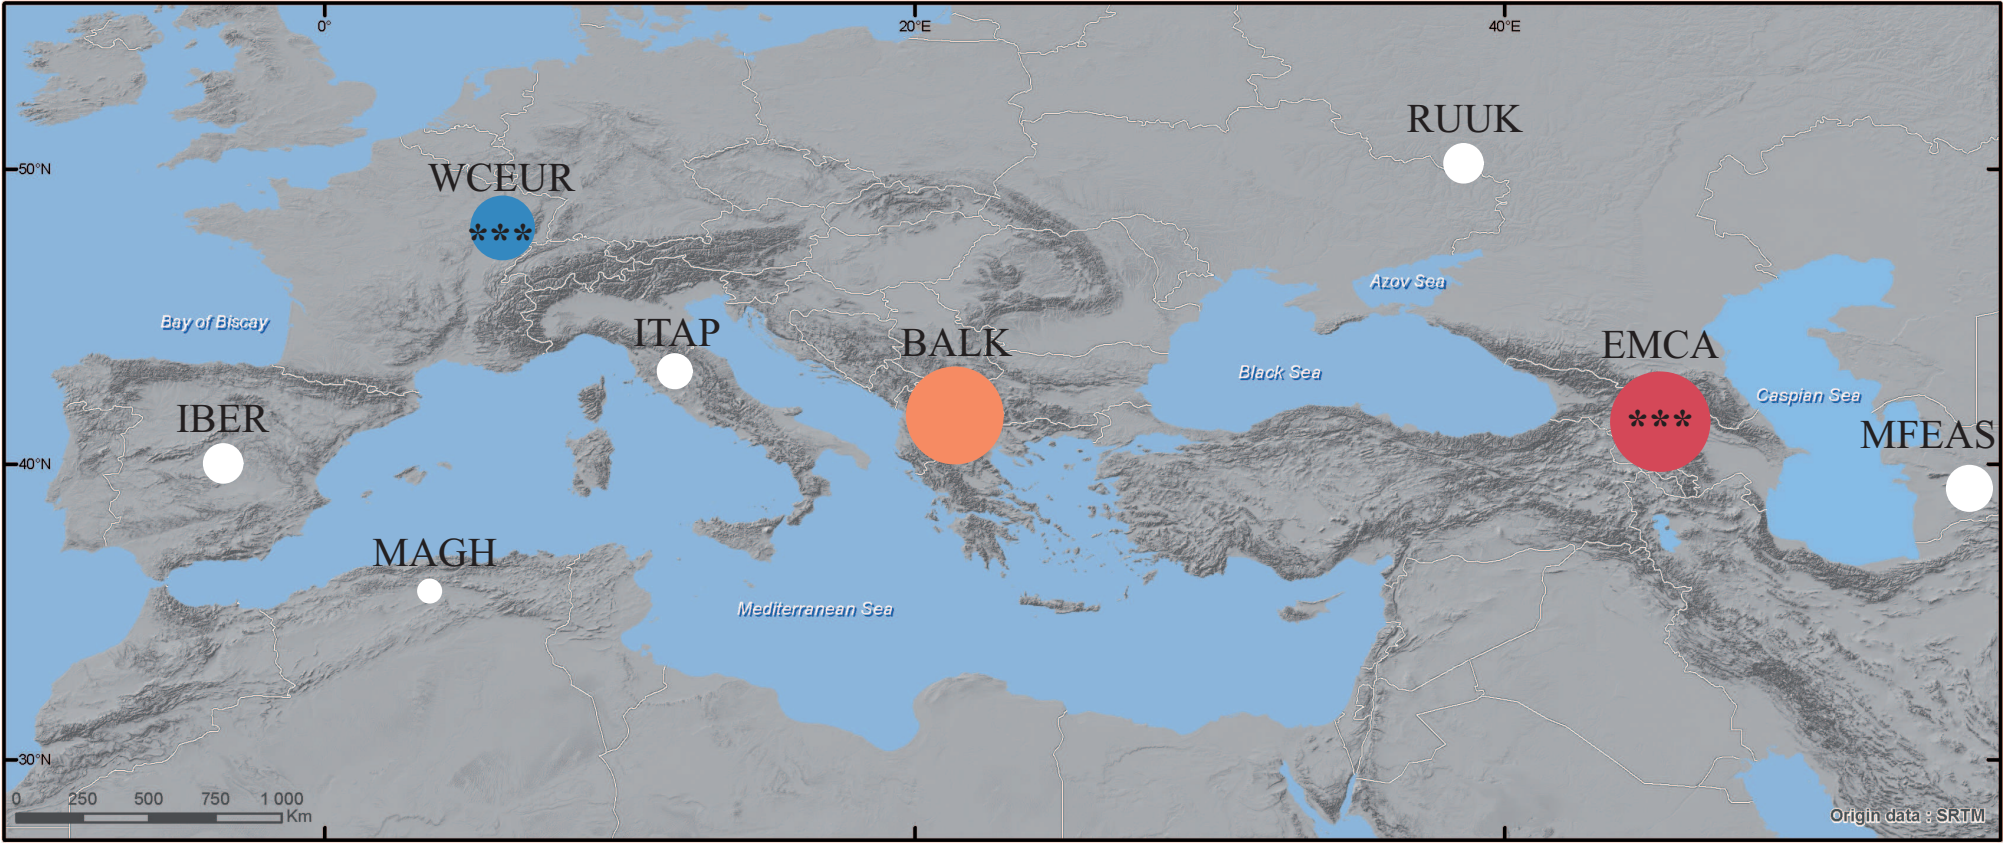 0° 20°E 40°E
RUUK
50°N
WCEUR
***
Azov Sea
Bay of Biscay
ITAP
BALK
EMCA
Black Sea
Caspian Sea
IBER
***
MFEAS
40°N
MAGH
Mediterranean Sea
30°N
0 250 500 750 1 000
Km
Origin data : SRTM